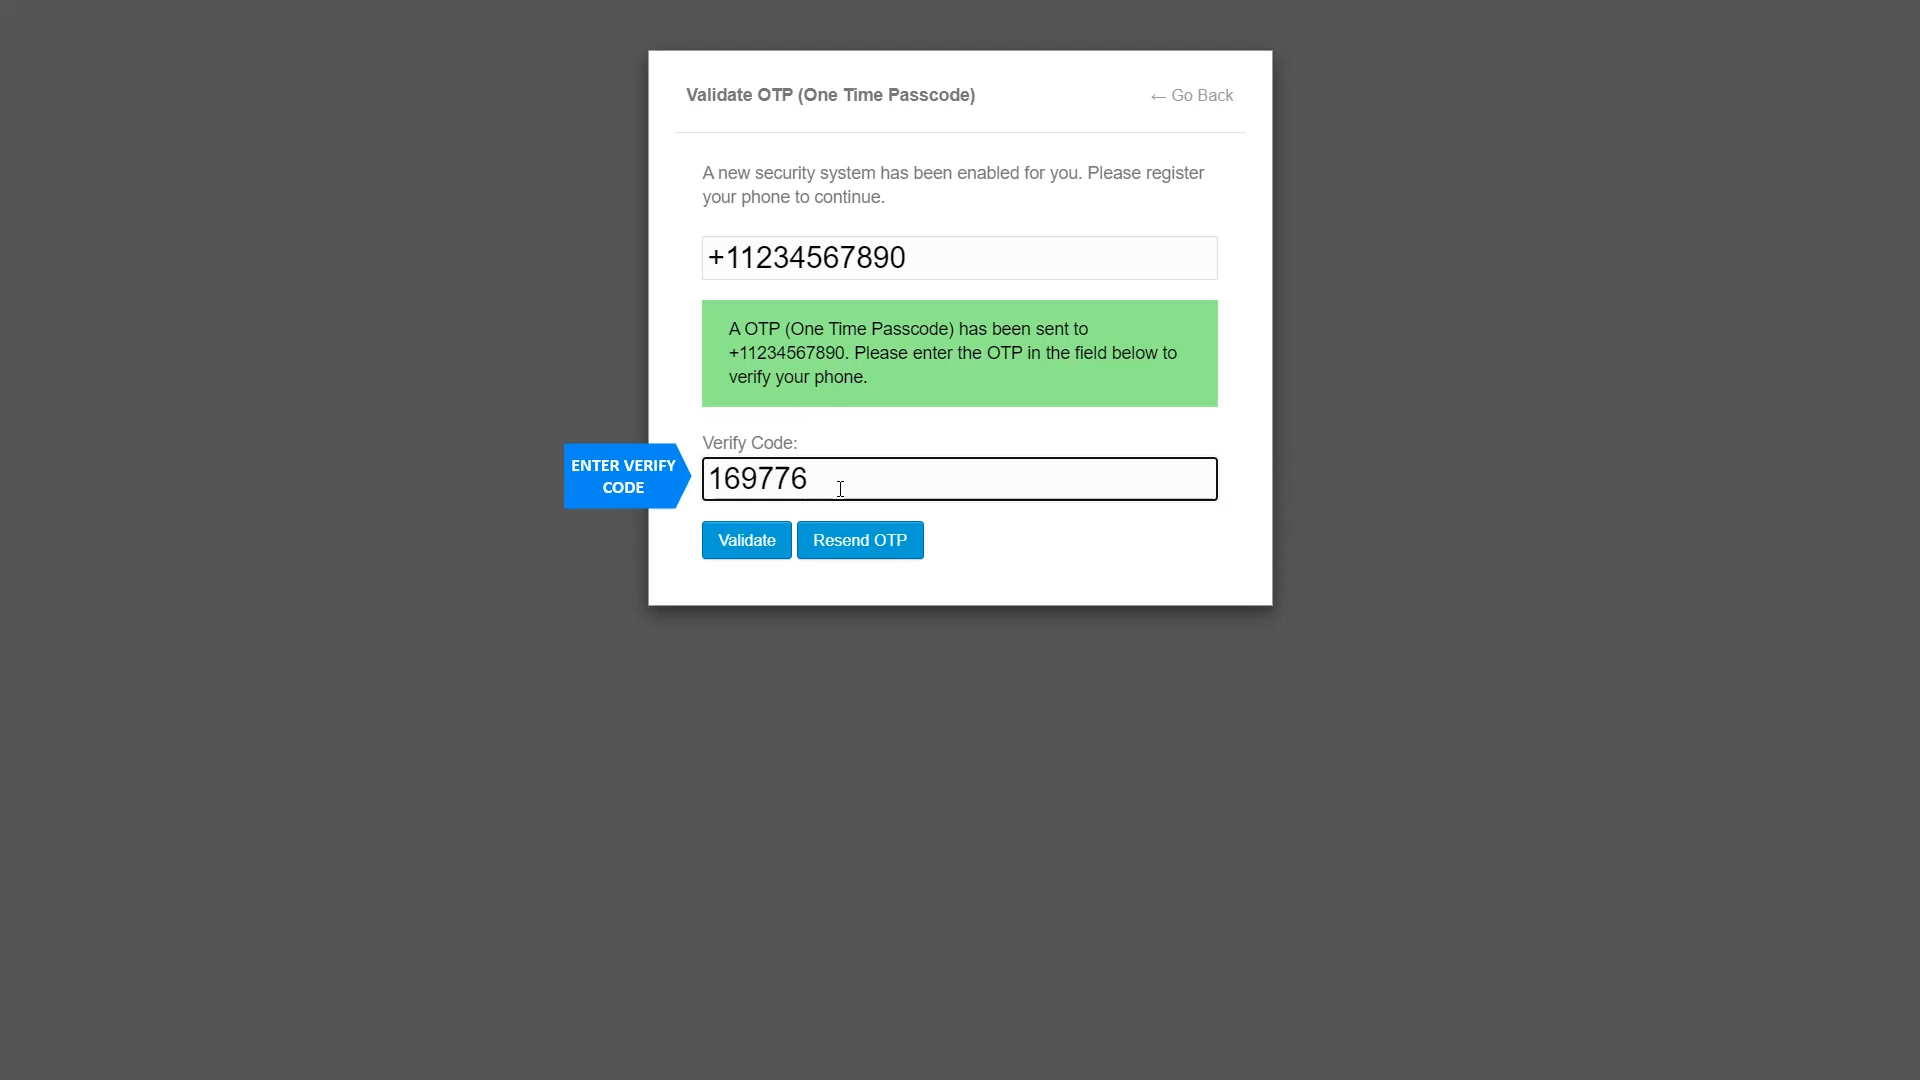 Validate OTP (One Time Passcode)
← Go Back
A new security system has been enabled for you. Please register
your phone to continue.
+11234567890
A OTP (One Time Passcode) has been sent to
+11234567890. Please enter the OTP in the field below to
verify your phone.
Verify Code:
ENTER VERIFY
CODE
169776
Validate
Resend OTP